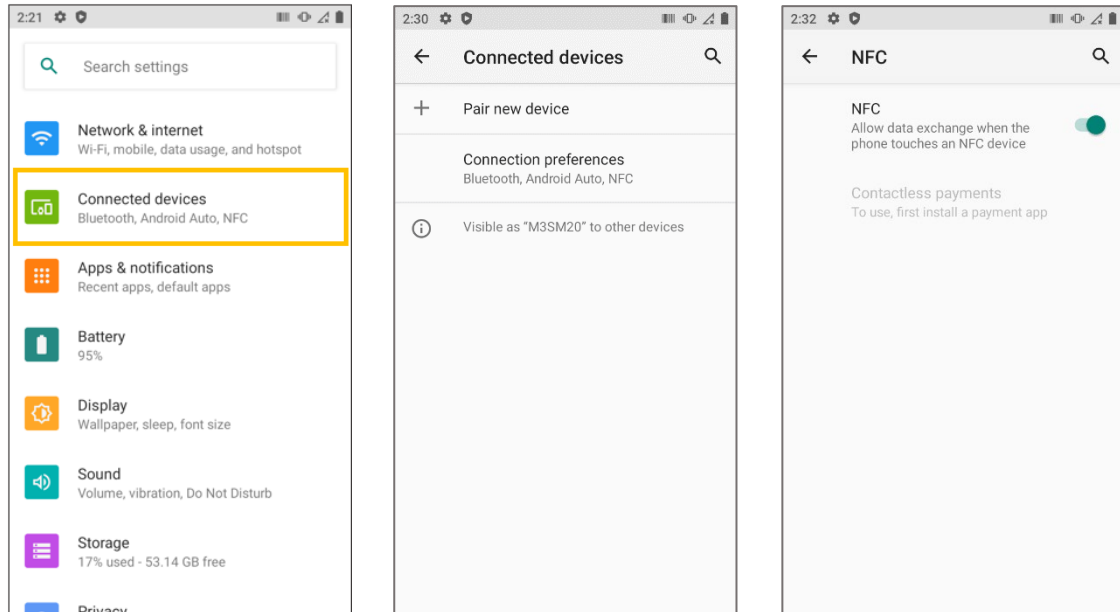 2:21
Search settings
Network & internet
Wi-Fi, mobile, data usage, and hotspot
Connected devices
Bluetooth, Android Auto, NFC
Apps & notifications
Recent apps, default apps
Battery
95%
Display
Wallpaper, sleep, font size
Sound
Volume, vibration, Do Not Disturb
Storage
17% used - 53.14 GB free
Privacy
2:30
Connected devices
Pair new device
Connection preferences
Bluetooth, Android Auto, NFC
Visible as “M3SM20” to other devices
2:32
NFC
NFC
Allow data exchange when the
phone touches an NFC device
Contactless payments
To use, first install a payment app